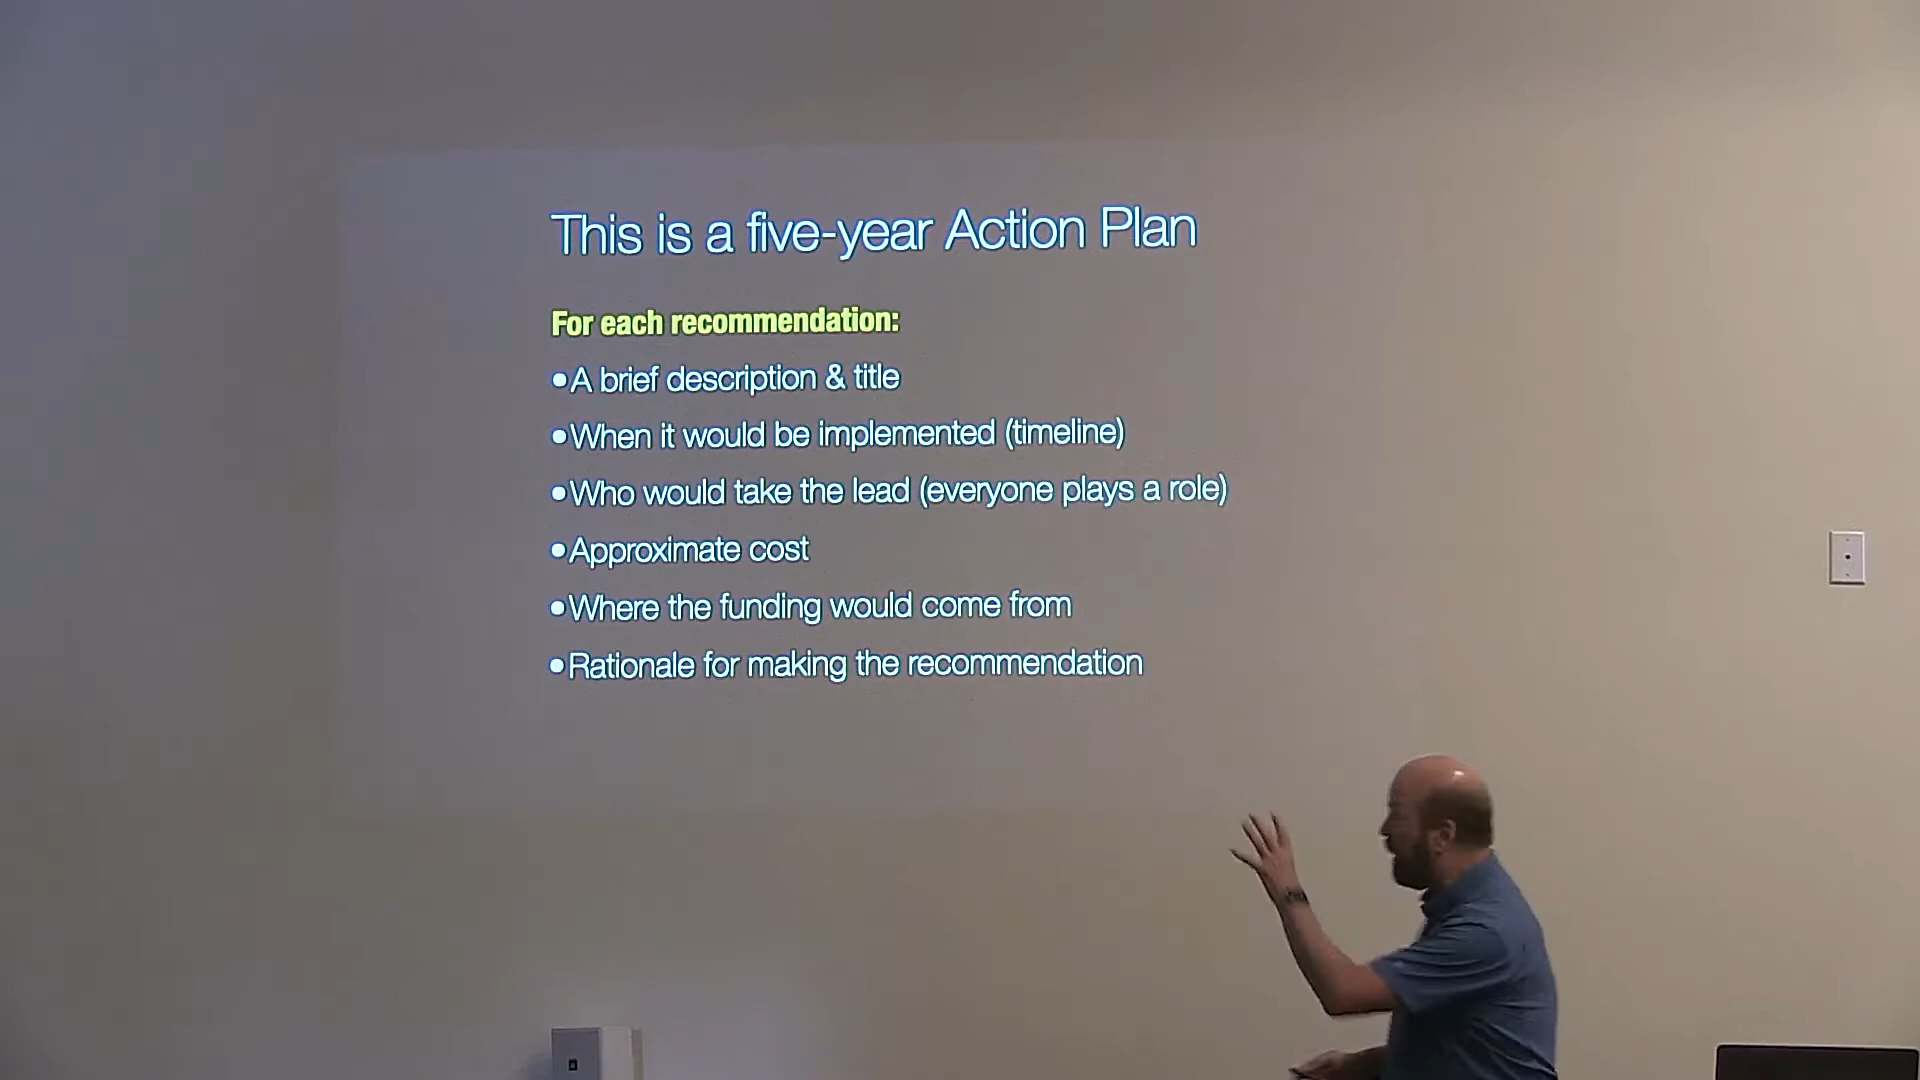 This is a five-year Action Plan
For each recommendation:
•A brief description & title
•When it would be implemented (timeline)
•Who would take the lead (everyone plays a role)
•Approximate cost
•Where the funding would come from
•Rationale for making the recommendation